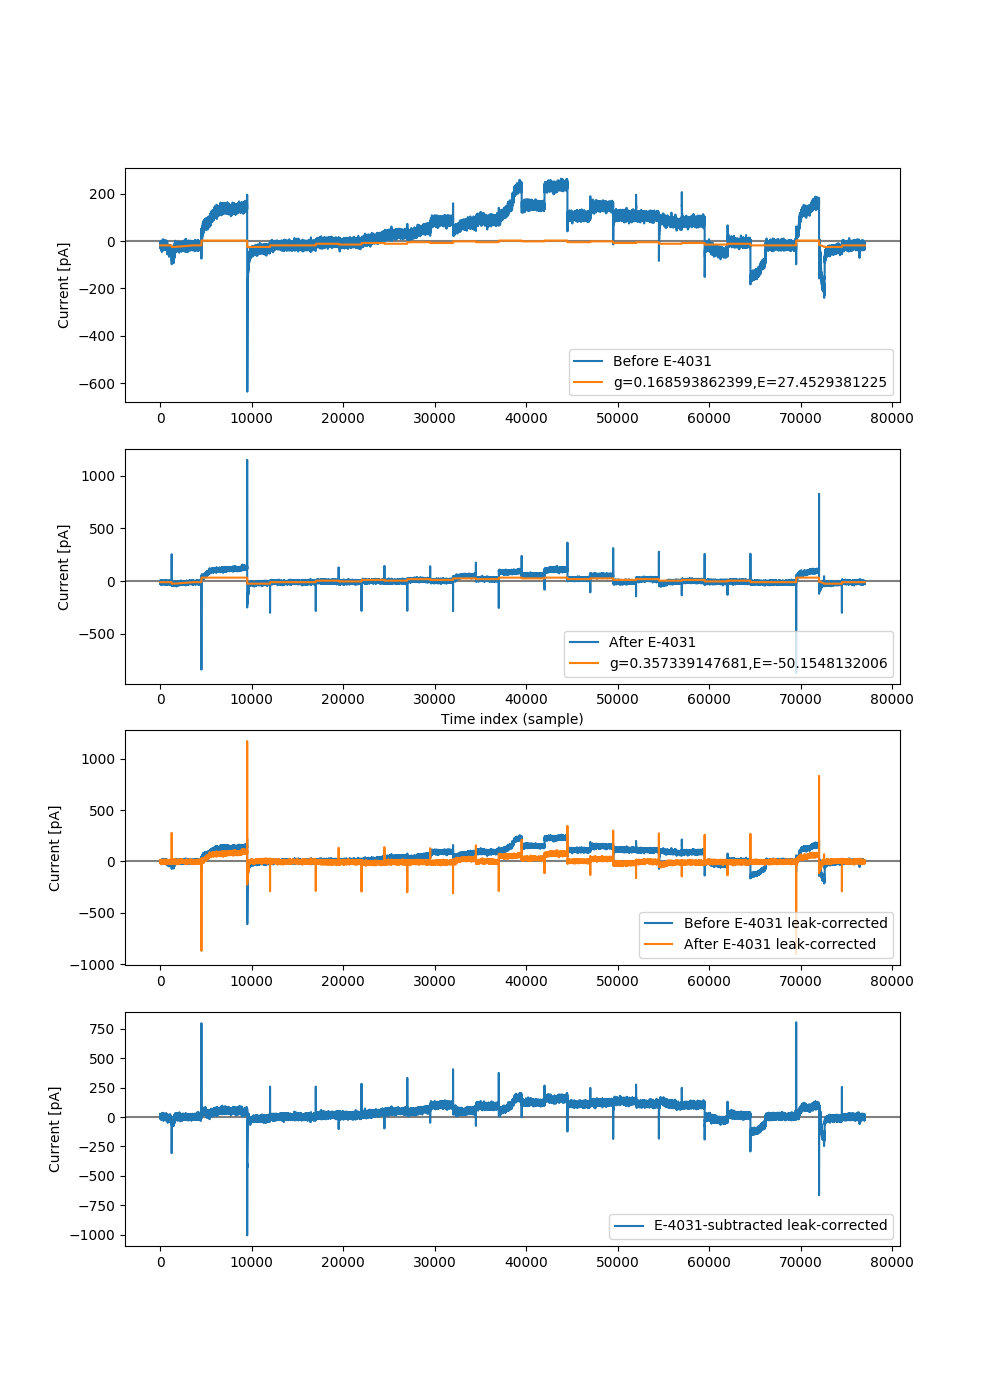 200
0
−200
−400
−600
Current [pA]
Before E-4031
g=0.168593862399,E=27.4529381225
0 10000 20000 30000 40000 50000 60000 70000 80000
1000
500
0
−500
Current [pA]
After E-4031
g=0.357339147681,E=-50.1548132006
0 10000 20000 30000 40000 50000 60000 70000 80000
Time index (sample)
1000
500
0
−500
−1000
Current [pA]
Before E-4031 leak-corrected
After E-4031 leak-corrected
0 10000 20000 30000 40000 50000 60000 70000 80000
750
500
250
0
−250
−500
−750
−1000
Current [pA]
E-4031-subtracted leak-corrected
0 10000 20000 30000 40000 50000 60000 70000 80000